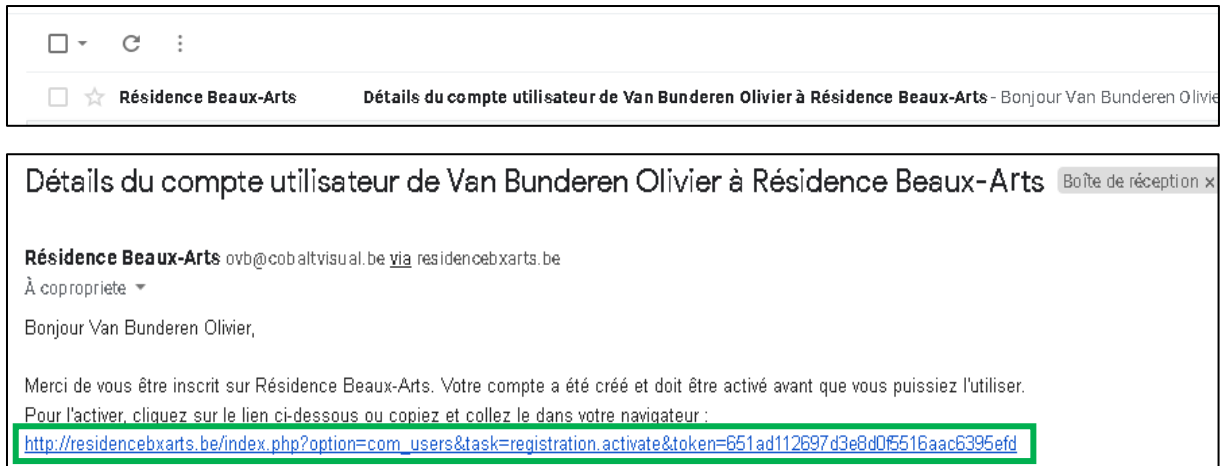 Résidence Beaux-Arts Détails du compte utilisateur de Van Bunderen Olivier à Résidence Beaux-Arts - Bonjour Van Bunderen Olivie
Détails du compte utilisateur de Van Bunderen Olivier à Résidence Beaux-Arts Boîte de réception x
Résidence Beaux-Arts ovb@cobaltvisual.be via residencebxarts.be
À copropriete
Bonjour Van Bunderen Olivier,
Merci de vous être inscrit sur Résidence Beaux-Arts. Votre compte a été créé et doit être activé avant que vous puissiez l'utiliser.
Pour l'activer, cliquez sur le lien ci-dessous ou copiez et collez le dans votre navigateur :
http://residencebxarts.be/index.php?option=com_users&task=registration.activate&token=651ad112697d3e8d0f5516aac6395efd